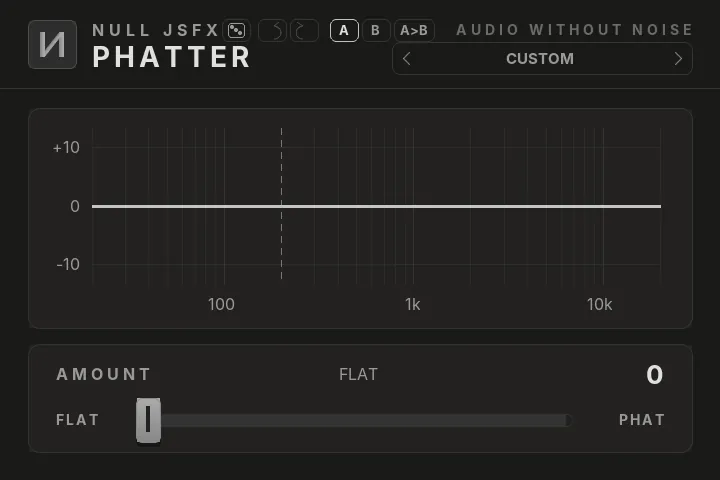 NULL JSFX A B A>B AUDIO WITHOUT NOISE
PHATTER CUSTOM
+10
0
-10
100 1k 10k
AMOUNT FLAT 0
FLAT PHAT